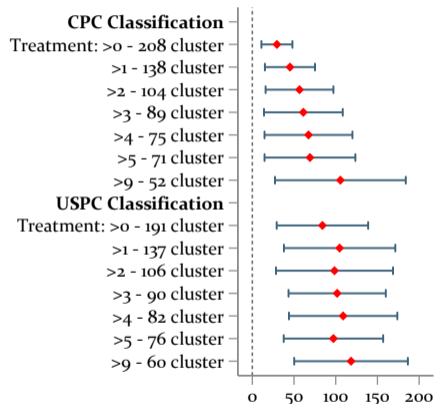 CPC Classification
Treatment: >0 - 208 cluster
>1 - 138 cluster
>2 - 104 cluster
>3 - 89 cluster
>4 - 75 cluster
>5 - 71 cluster
>9 - 52 cluster
USPC Classification
Treatment: >0 - 191 cluster
>1 - 137 cluster
>2 - 106 cluster
>3 - 90 cluster
>4 - 82 cluster
>5 - 76 cluster
>9 - 60 cluster
0 50 100 150 200